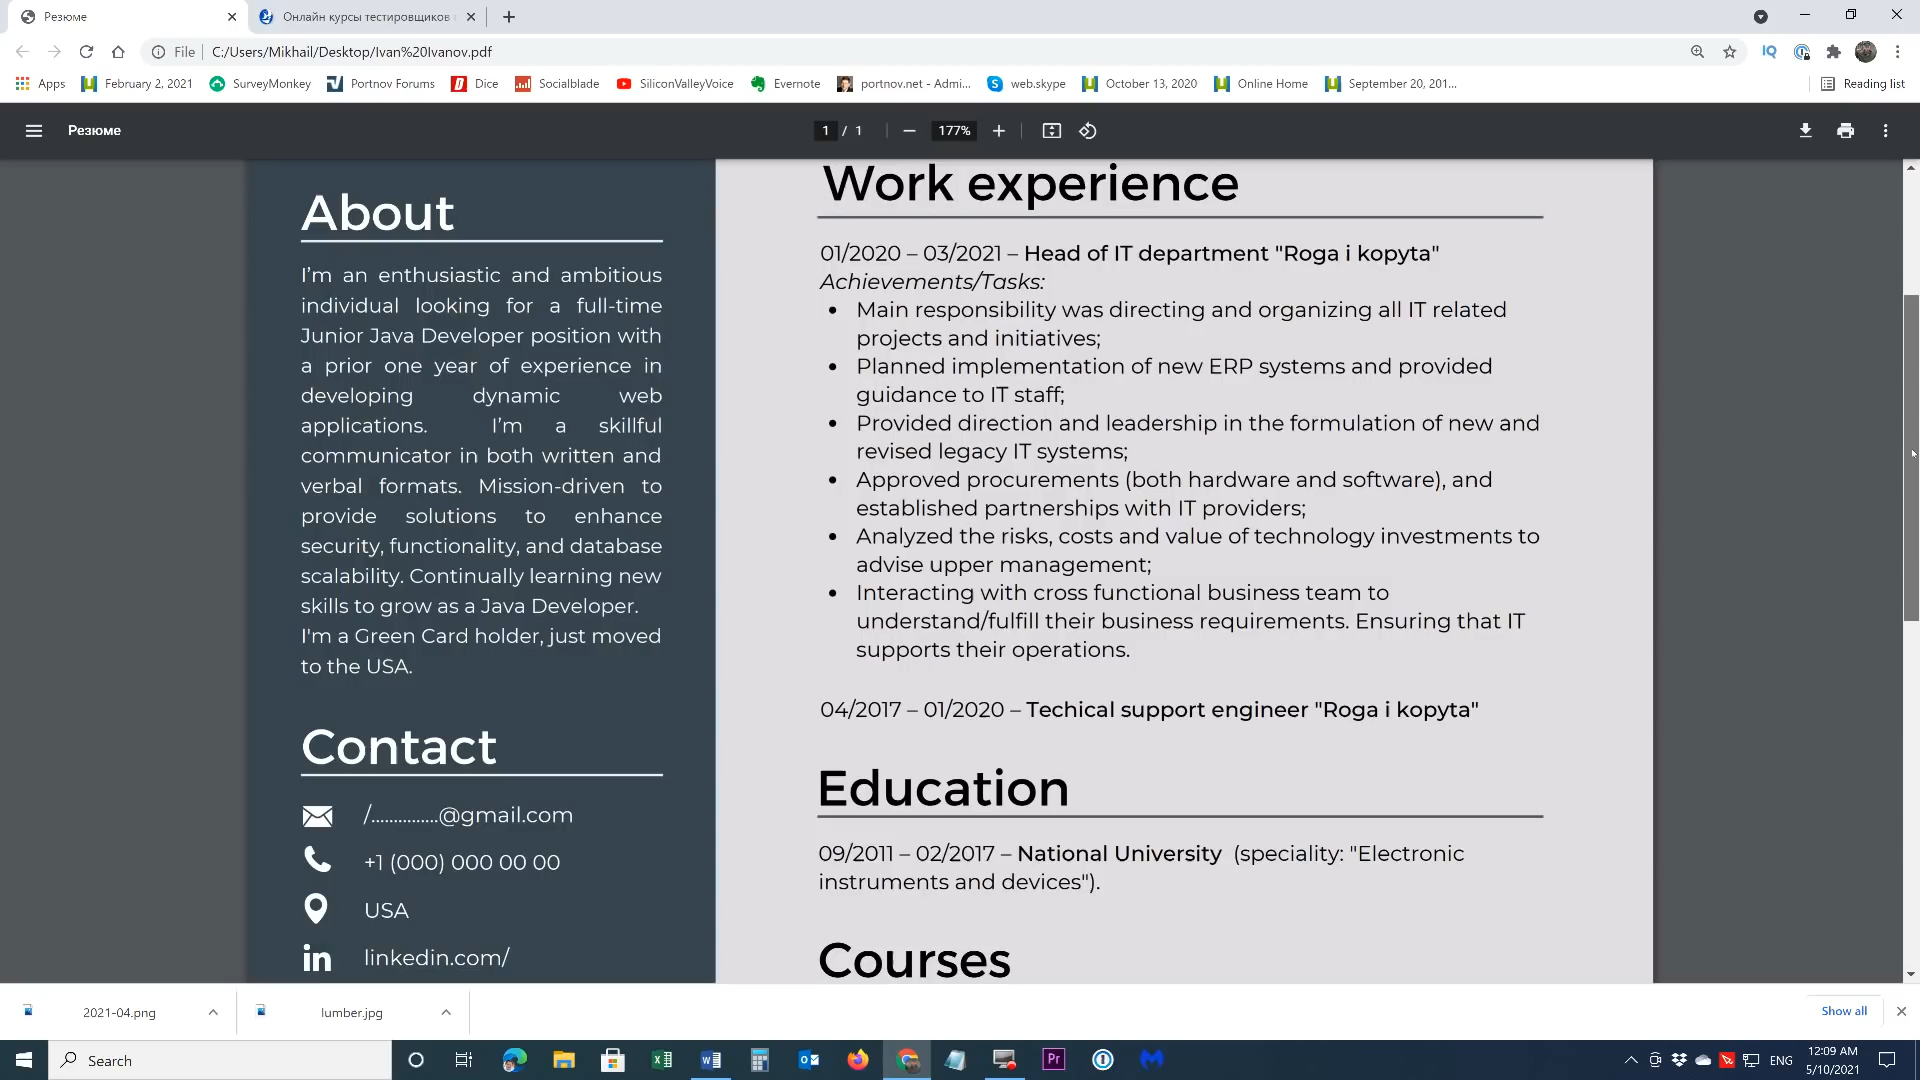 Резюме
Онлайн курсы тестировщиков
File
C:/Users/Mikhail/Desktop/Ivan%20Ivanov.pdf
IQ
Apps
February 2, 2021
SurveyMonkey
Portnov Forums
Dice
Socialblade
SiliconValleyVoice
Evernote
portnov.net - Admi...
web.skype
October 13, 2020
Online Home
September 20, 201...
Reading list
Резюме
1 / 1
177%
About
I'm an enthusiastic and ambitious
individual looking for a full-time
Junior Java Developer position with
a prior one year of experience in
developing dynamic web
applications. I'm a skillful
communicator in both written and
verbal formats. Mission-driven to
provide solutions to enhance
security, functionality, and database
scalability. Continually learning new
skills to grow as a Java Developer.
I'm a Green Card holder, just moved
to the USA.
Contact
/...............@gmail.com
+1 (000) 000 00 00
USA
in
linkedin.com/
Work experience
01/2020 – 03/2021 – Head of IT department "Roga i kopyta"
Achievements/Tasks:
• Main responsibility was directing and organizing all IT related
projects and initiatives;
• Planned implementation of new ERP systems and provided
guidance to IT staff;
• Provided direction and leadership in the formulation of new and
revised legacy IT systems;
• Approved procurements (both hardware and software), and
established partnerships with IT providers;
• Analyzed the risks, costs and value of technology investments to
advise upper management;
• Interacting with cross functional business team to
understand/fulfill their business requirements. Ensuring that IT
supports their operations.
04/2017 – 01/2020 – Techical support engineer "Roga i kopyta"
Education
09/2011 – 02/2017 – National University (speciality: "Electronic
instruments and devices").
Courses
2021-04.png
lumber.jpg
Show all
Search
Pr
ENG
12:09 AM
5/10/2021